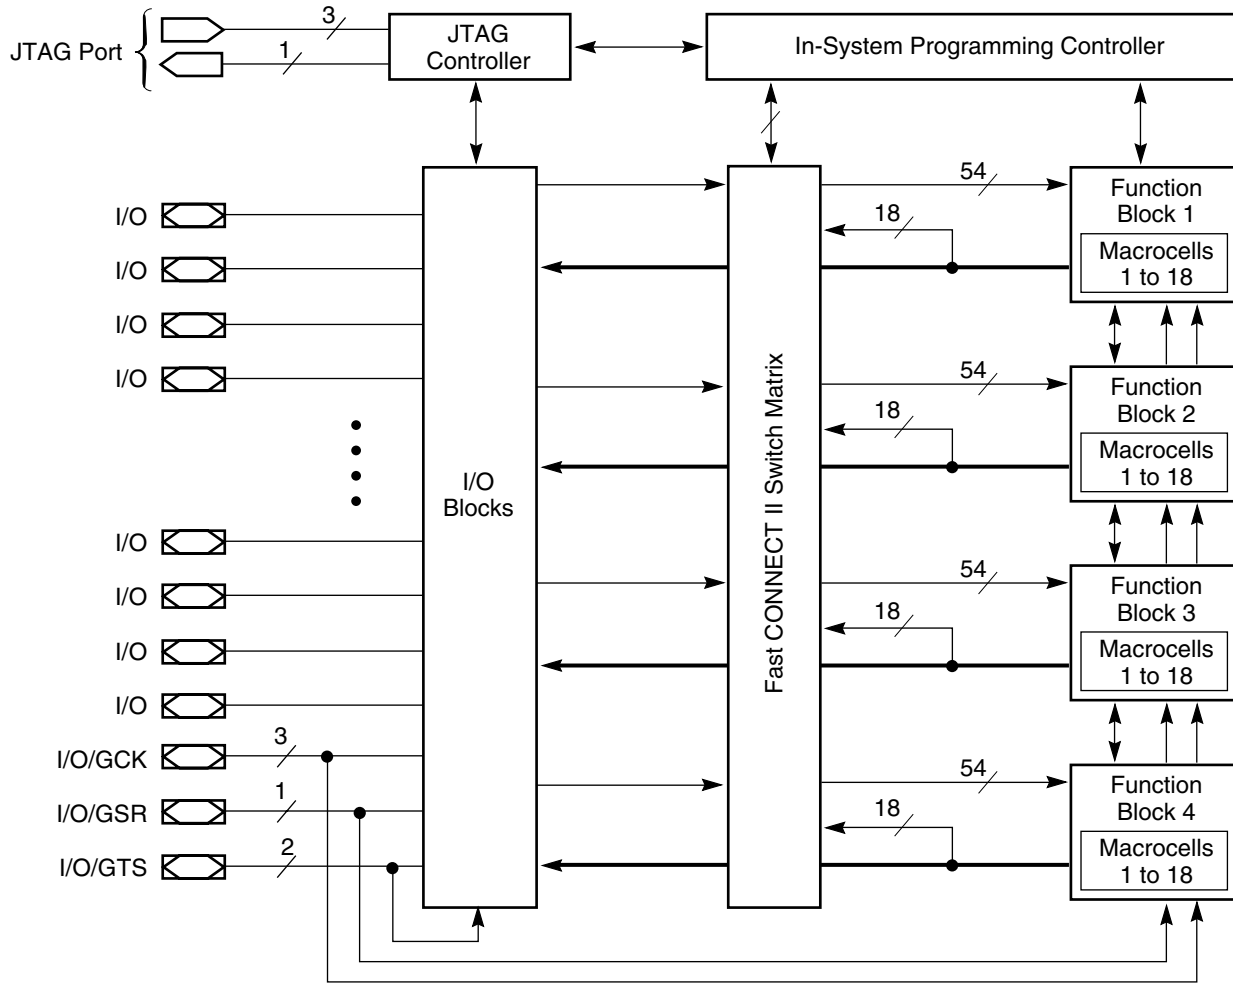 JTAG Port
3
1
JTAG
Controller
In-System Programming Controller
I/O
I/O
I/O
I/O
I/O
I/O
I/O
I/O
I/O/GCK
3
I/O/GSR
1
I/O/GTS
2
I/O
Blocks
Fast CONNECT II Switch Matrix
54
18
Function
Block 1
Macrocells
1 to 18
54
18
Function
Block 2
Macrocells
1 to 18
54
18
Function
Block 3
Macrocells
1 to 18
54
18
Function
Block 4
Macrocells
1 to 18